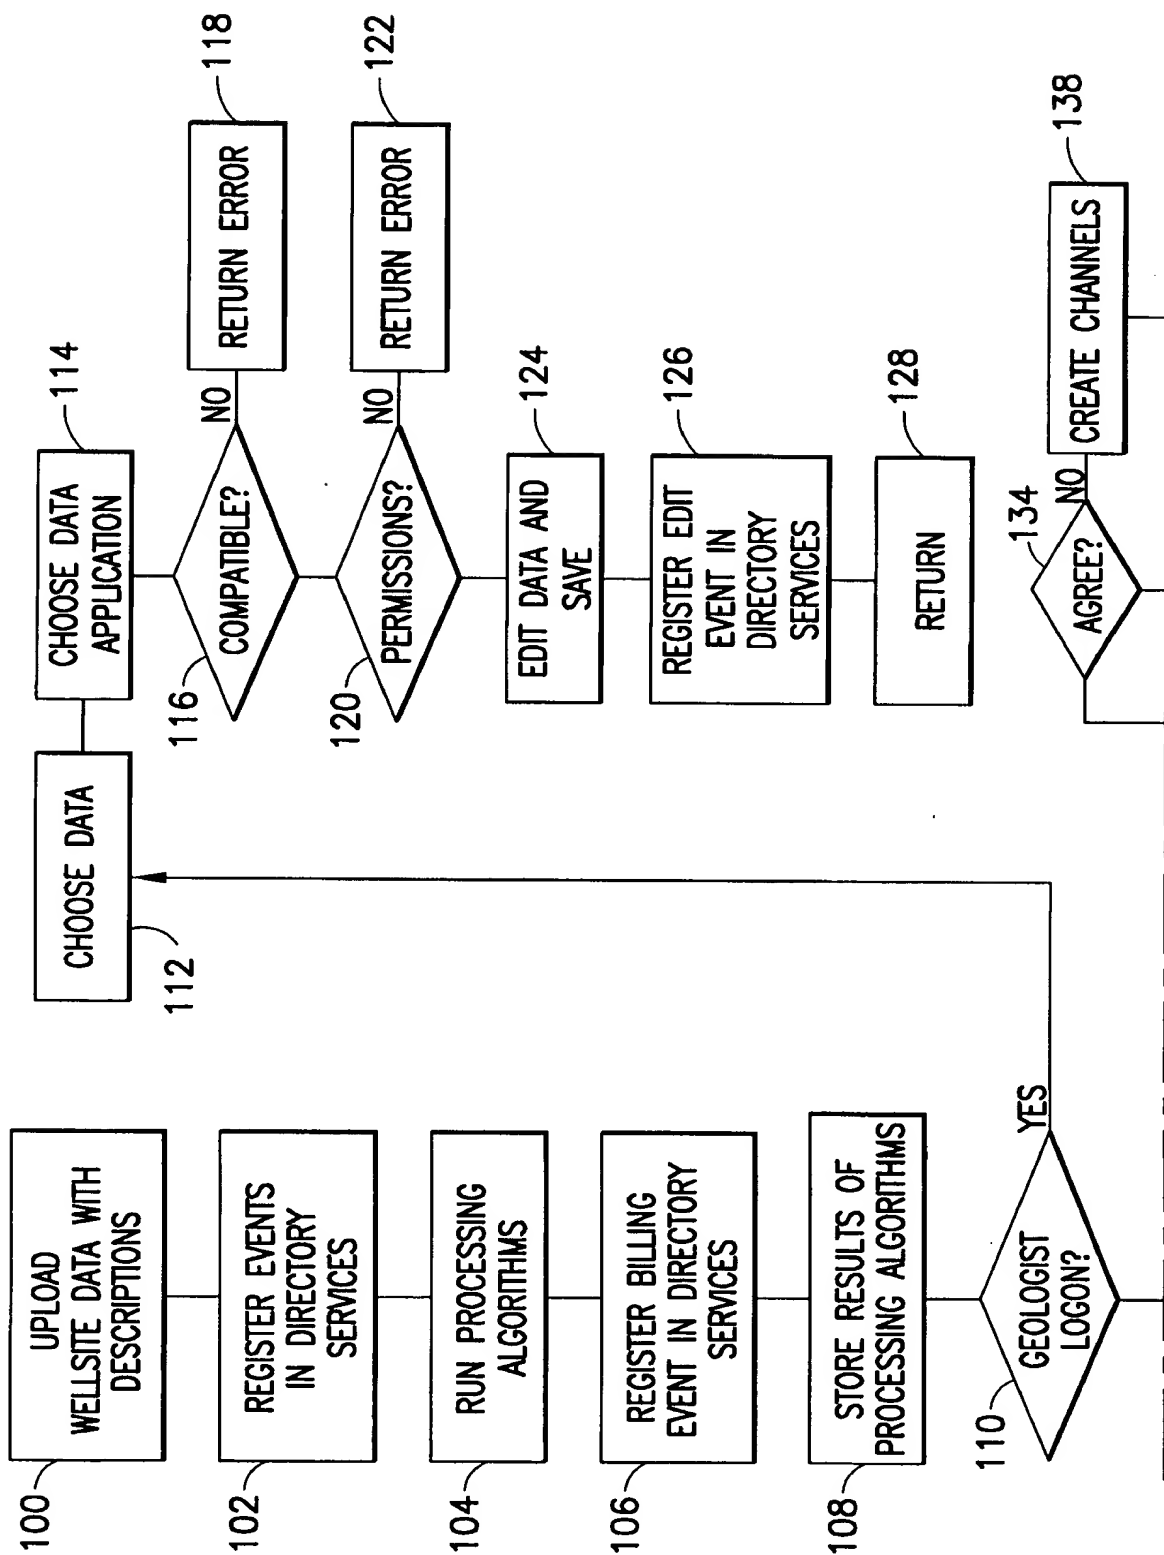 100
UPLOAD
WELLSITE DATA WITH
DESCRIPTIONS
102
REGISTER EVENTS
IN DIRECTORY
SERVICES
104
RUN PROCESSING
ALGORITHMS
106
REGISTER BILLING
EVENT IN DIRECTORY
SERVICES
108
STORE RESULTS OF
PROCESSING ALGORITHMS
110
GEOLOGIST
LOGON?
YES
CHOOSE DATA
112
CHOOSE DATA
APPLICATION
114
116
COMPATIBLE?
NO
RETURN ERROR
118
120
PERMISSIONS?
NO
RETURN ERROR
122
EDIT DATA AND
SAVE
124
REGISTER EDIT
EVENT IN
DIRECTORY
SERVICES
126
RETURN
128
134
AGREE?
NO
CREATE CHANNELS
138